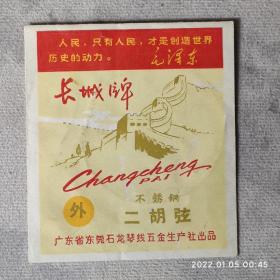 人民，只有人民，才是创造世界
历史的动力。
毛泽东
长城牌
Changcheng
PAI
不銹钢
外
二胡弦
广东省东莞石龙琴线五金生产社出品
2022.01.05 00:45